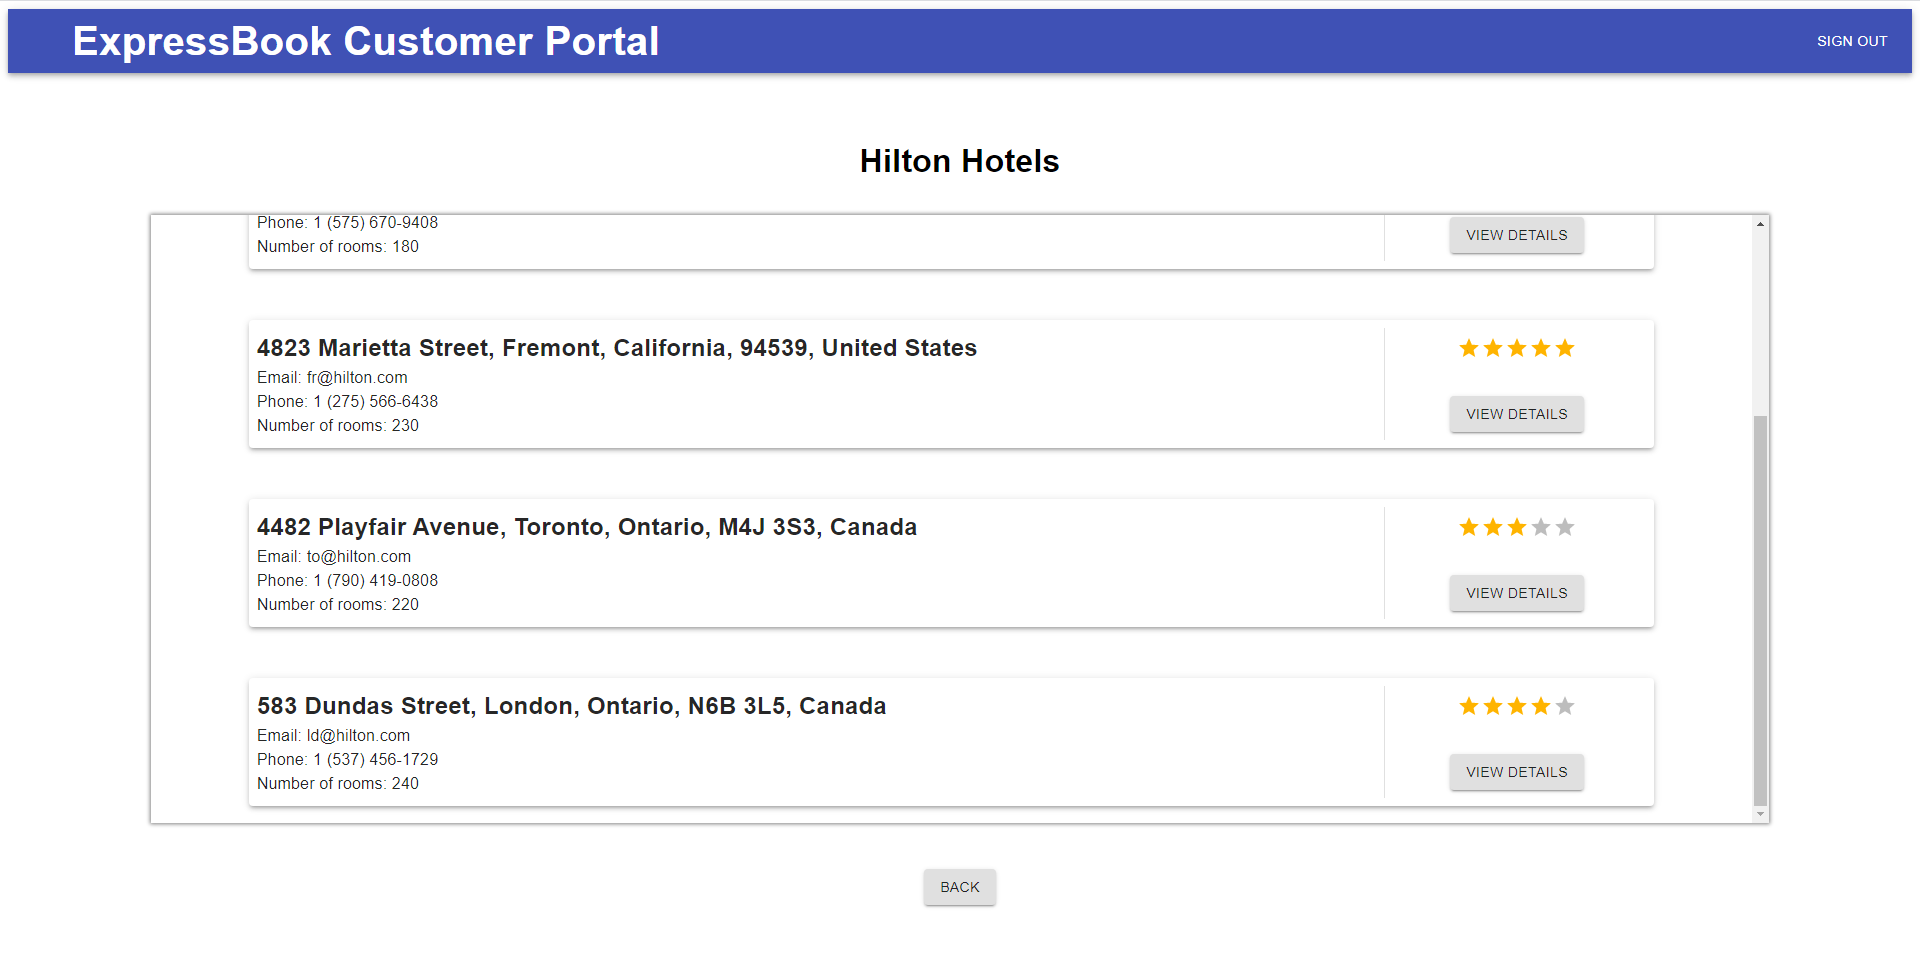 ExpressBook Customer Portal
SIGN OUT
Hilton Hotels
Phone: 1 (575) 670-9408
Number of rooms: 180
VIEW DETAILS
4823 Marietta Street, Fremont, California, 94539, United States
Email: fr@hilton.com
Phone: 1 (275) 566-6438
Number of rooms: 230
VIEW DETAILS
4482 Playfair Avenue, Toronto, Ontario, M4J 3S3, Canada
Email: to@hilton.com
Phone: 1 (790) 419-0808
Number of rooms: 220
VIEW DETAILS
583 Dundas Street, London, Ontario, N6B 3L5, Canada
Email: ld@hilton.com
Phone: 1 (537) 456-1729
Number of rooms: 240
VIEW DETAILS
BACK